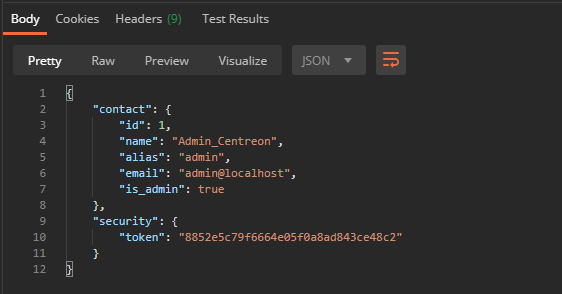 Body Cookies Headers (9) Test Results
Pretty Raw Preview Visualize JSON
1 {
2 "contact": {
3 "id": 1,
4 "name": "Admin_Centreon",
5 "alias": "admin",
6 "email": "admin@localhost",
7 "is_admin": true
8 },
9 "security": {
10 "token": "8852e5c79f6664e05f0a8ad843ce48c2"
11 }
12 }